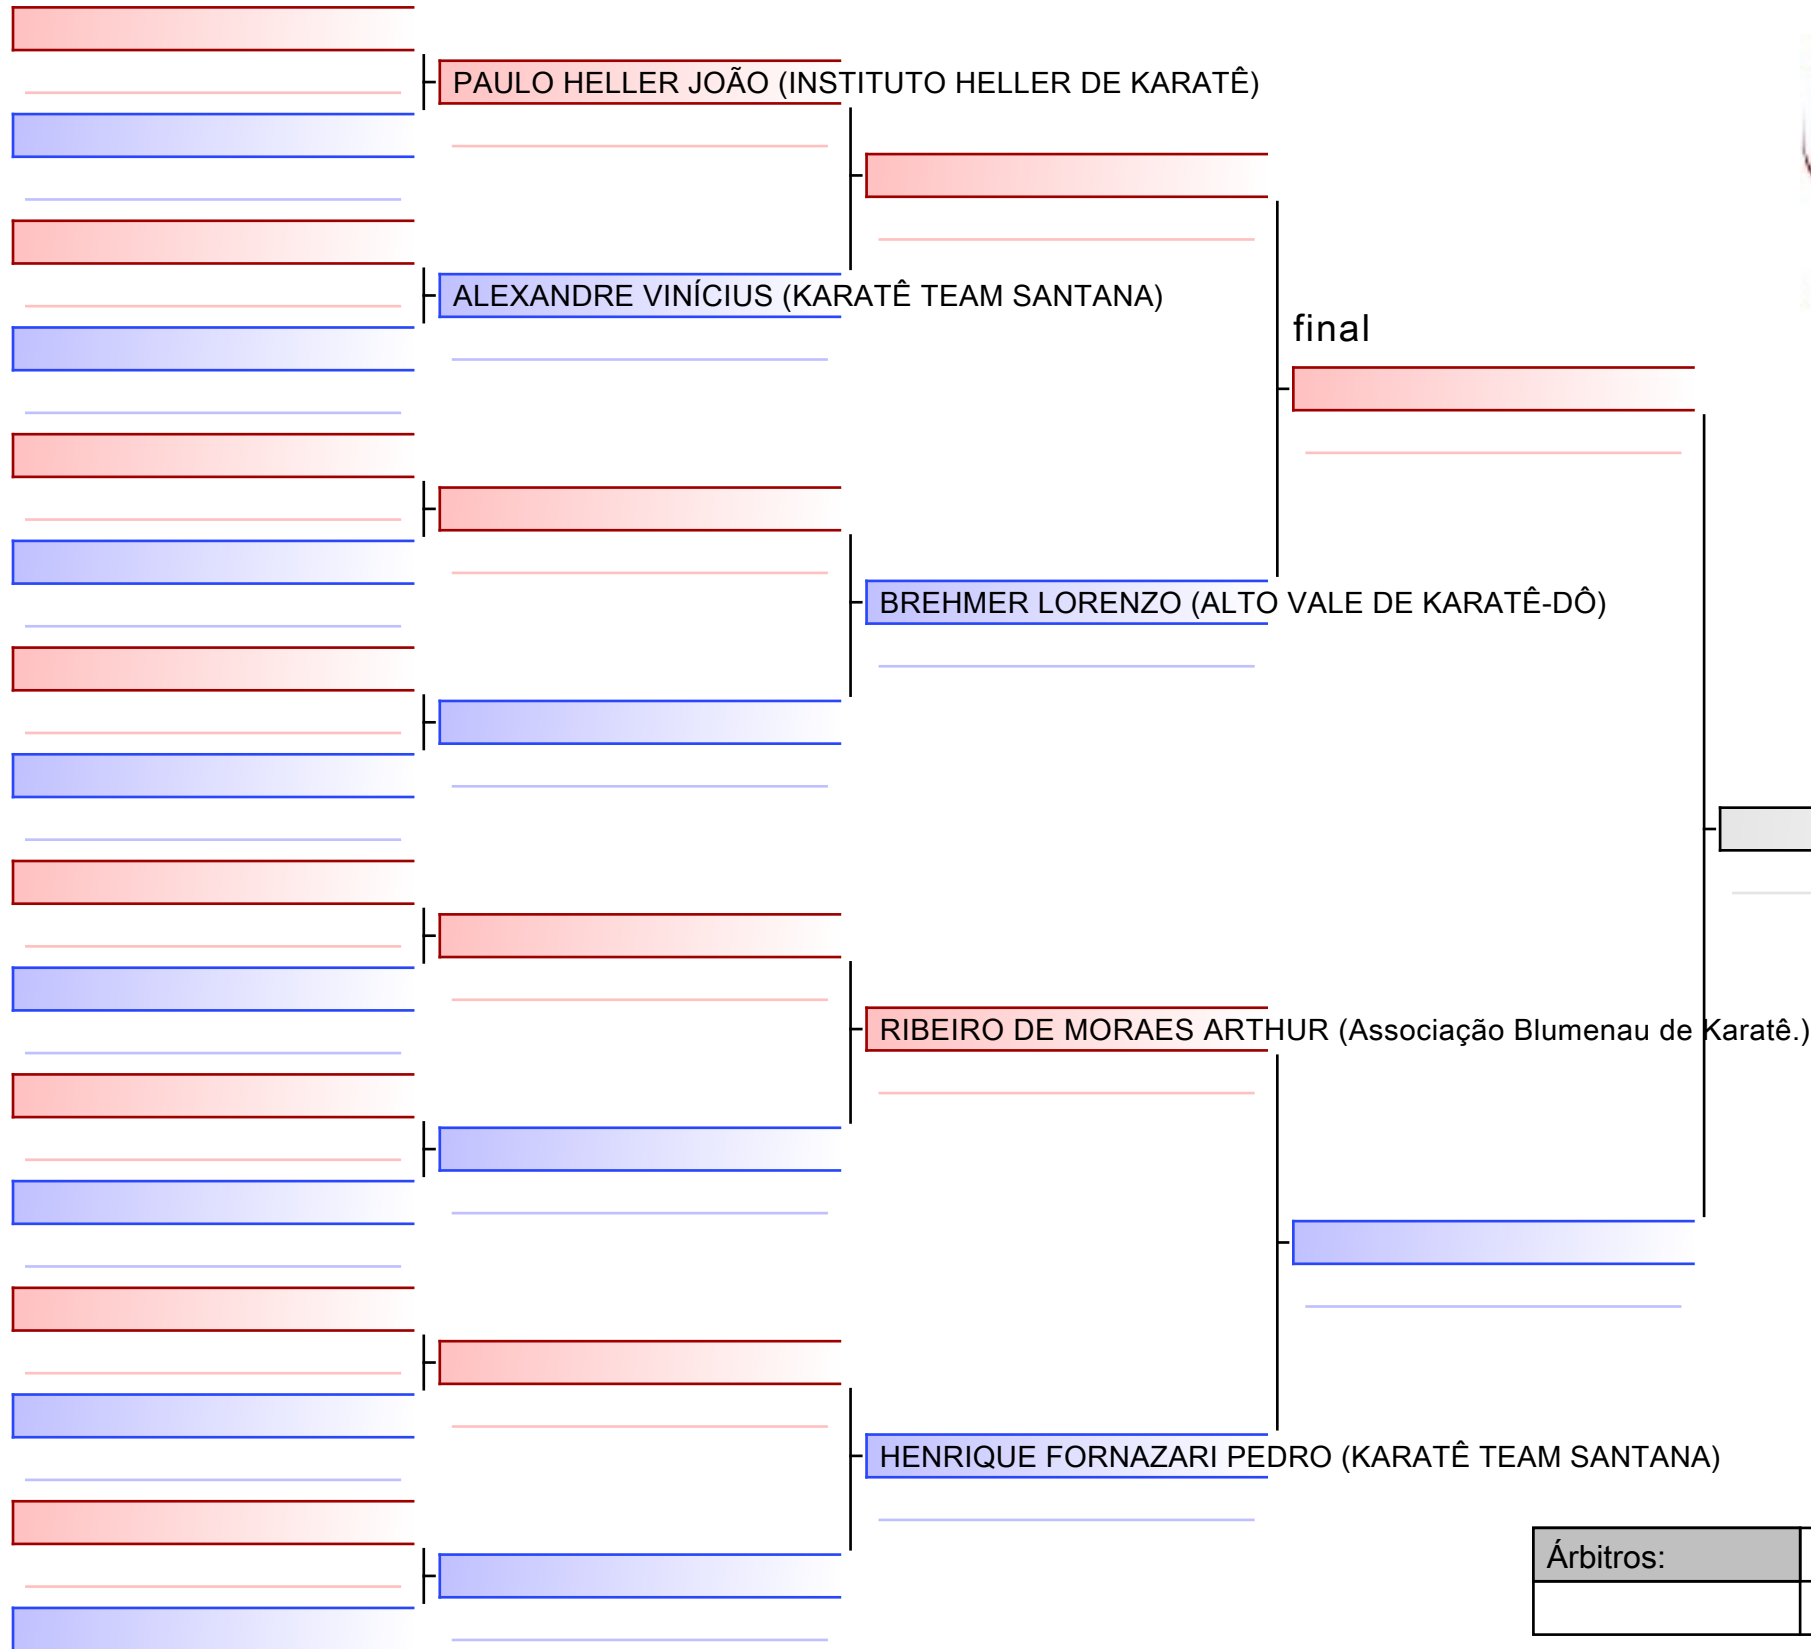 PAULO HELLER JOÃO (INSTITUTO HELLER DE KARATÊ)
ALEXANDRE VINÍCIUS (KARATÊ TEAM SANTANA)
final
BREHMER LORENZO (ALTO VALE DE KARATÊ-DÔ)
RIBEIRO DE MORAES ARTHUR (Associação Blumenau de Karatê.)
HENRIQUE FORNAZARI PEDRO (KARATÊ TEAM SANTANA)
Árbitros: